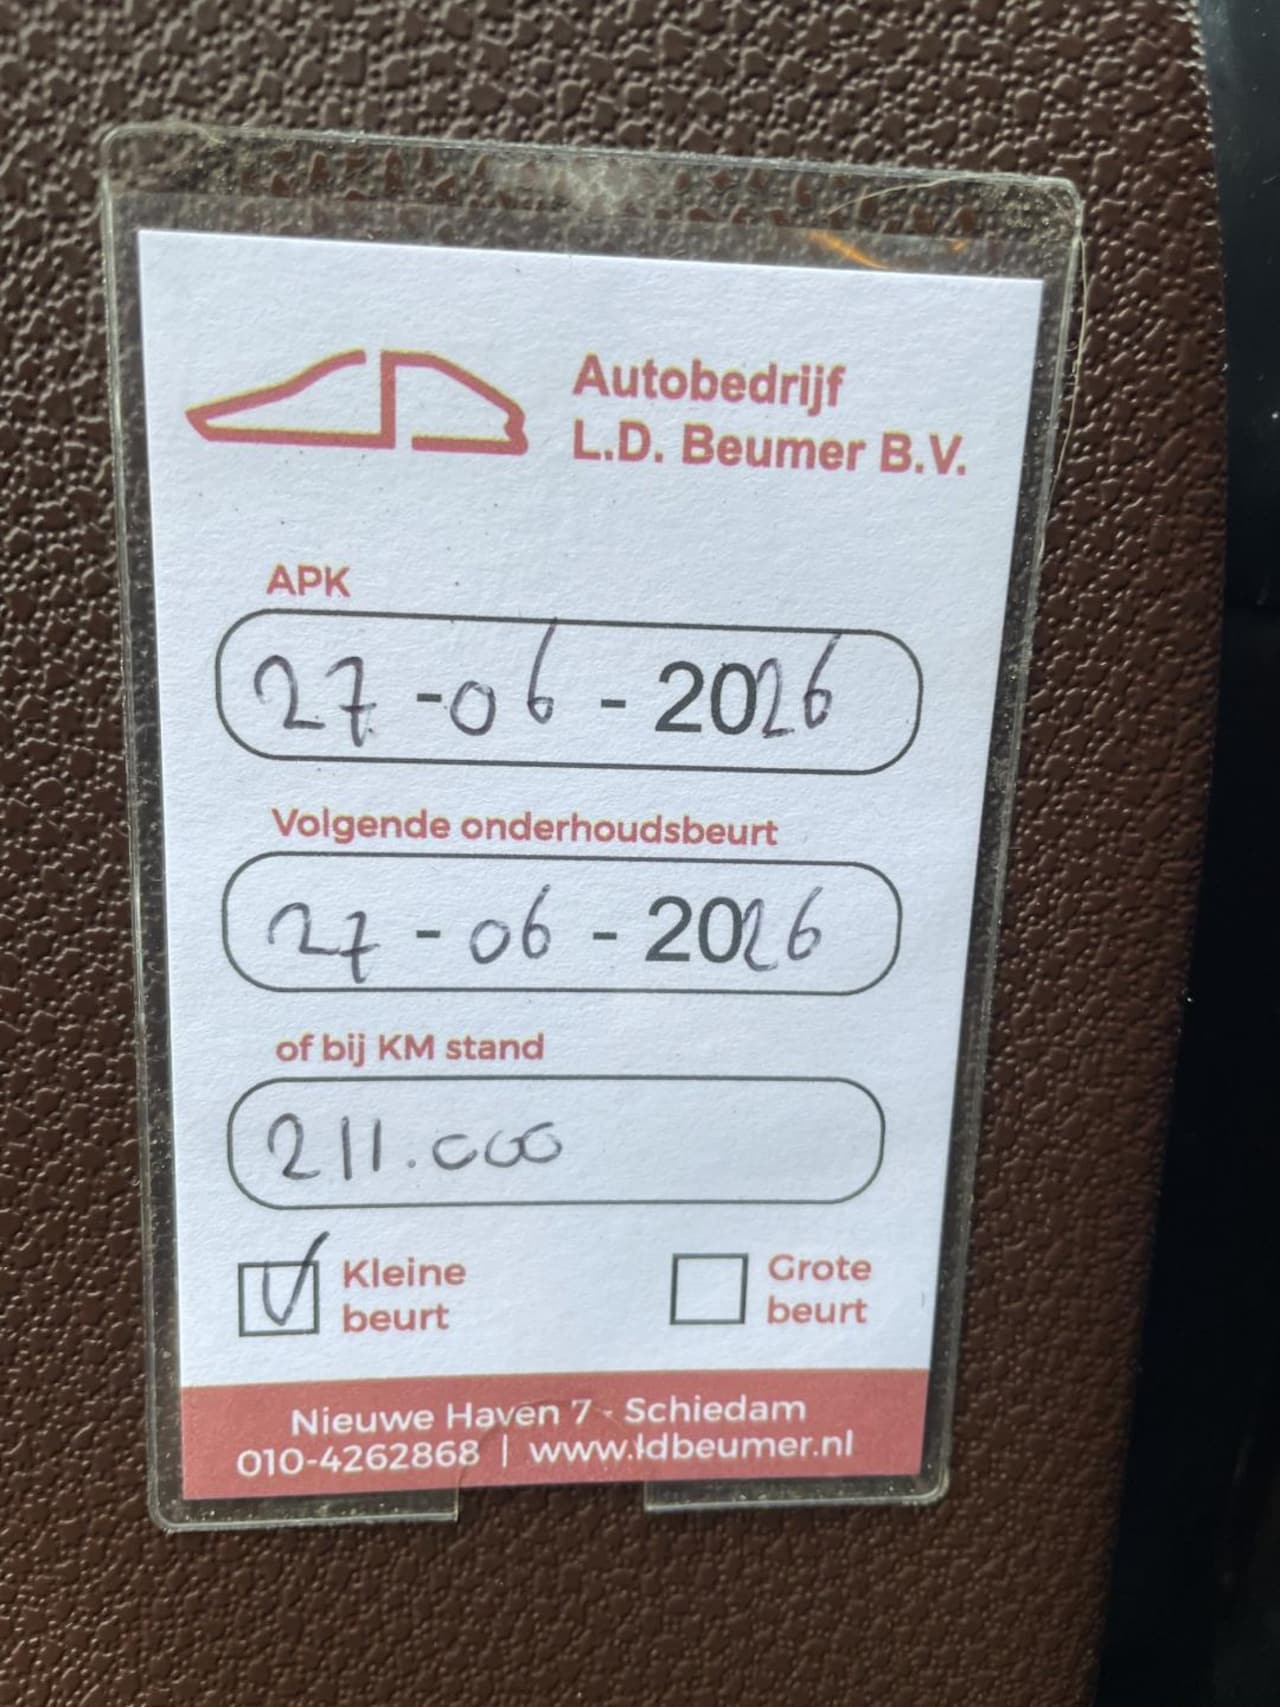 Autobedrijf
L.D. Beumer B.V.
APK
27 - 06 - 2026
Volgende onderhoudsbeurt
27 - 06 - 2026
of bij KM stand
211.000
Kleine beurt
Grote beurt
Nieuwe Haven 7 - Schiedam
010-4262868 | www.ldbeumer.nl